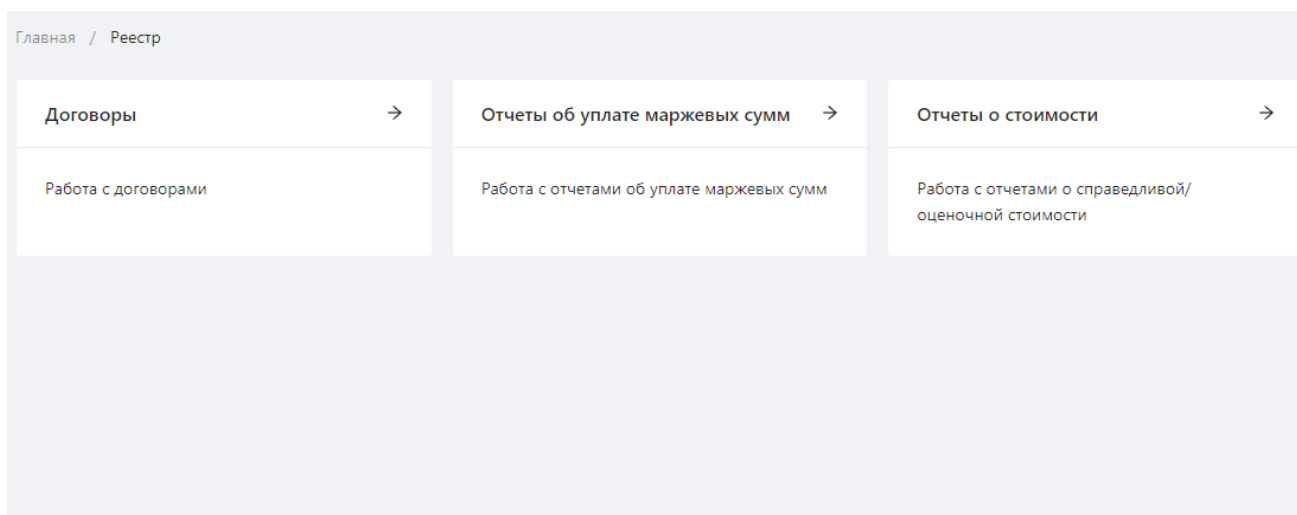 Главная / Реестр
Договоры →
Работа с договорами
Отчеты об уплате маржевых сумм →
Работа с отчетами об уплате маржевых сумм
Отчеты о стоимости →
Работа с отчетами о справедливой/
оценочной стоимости